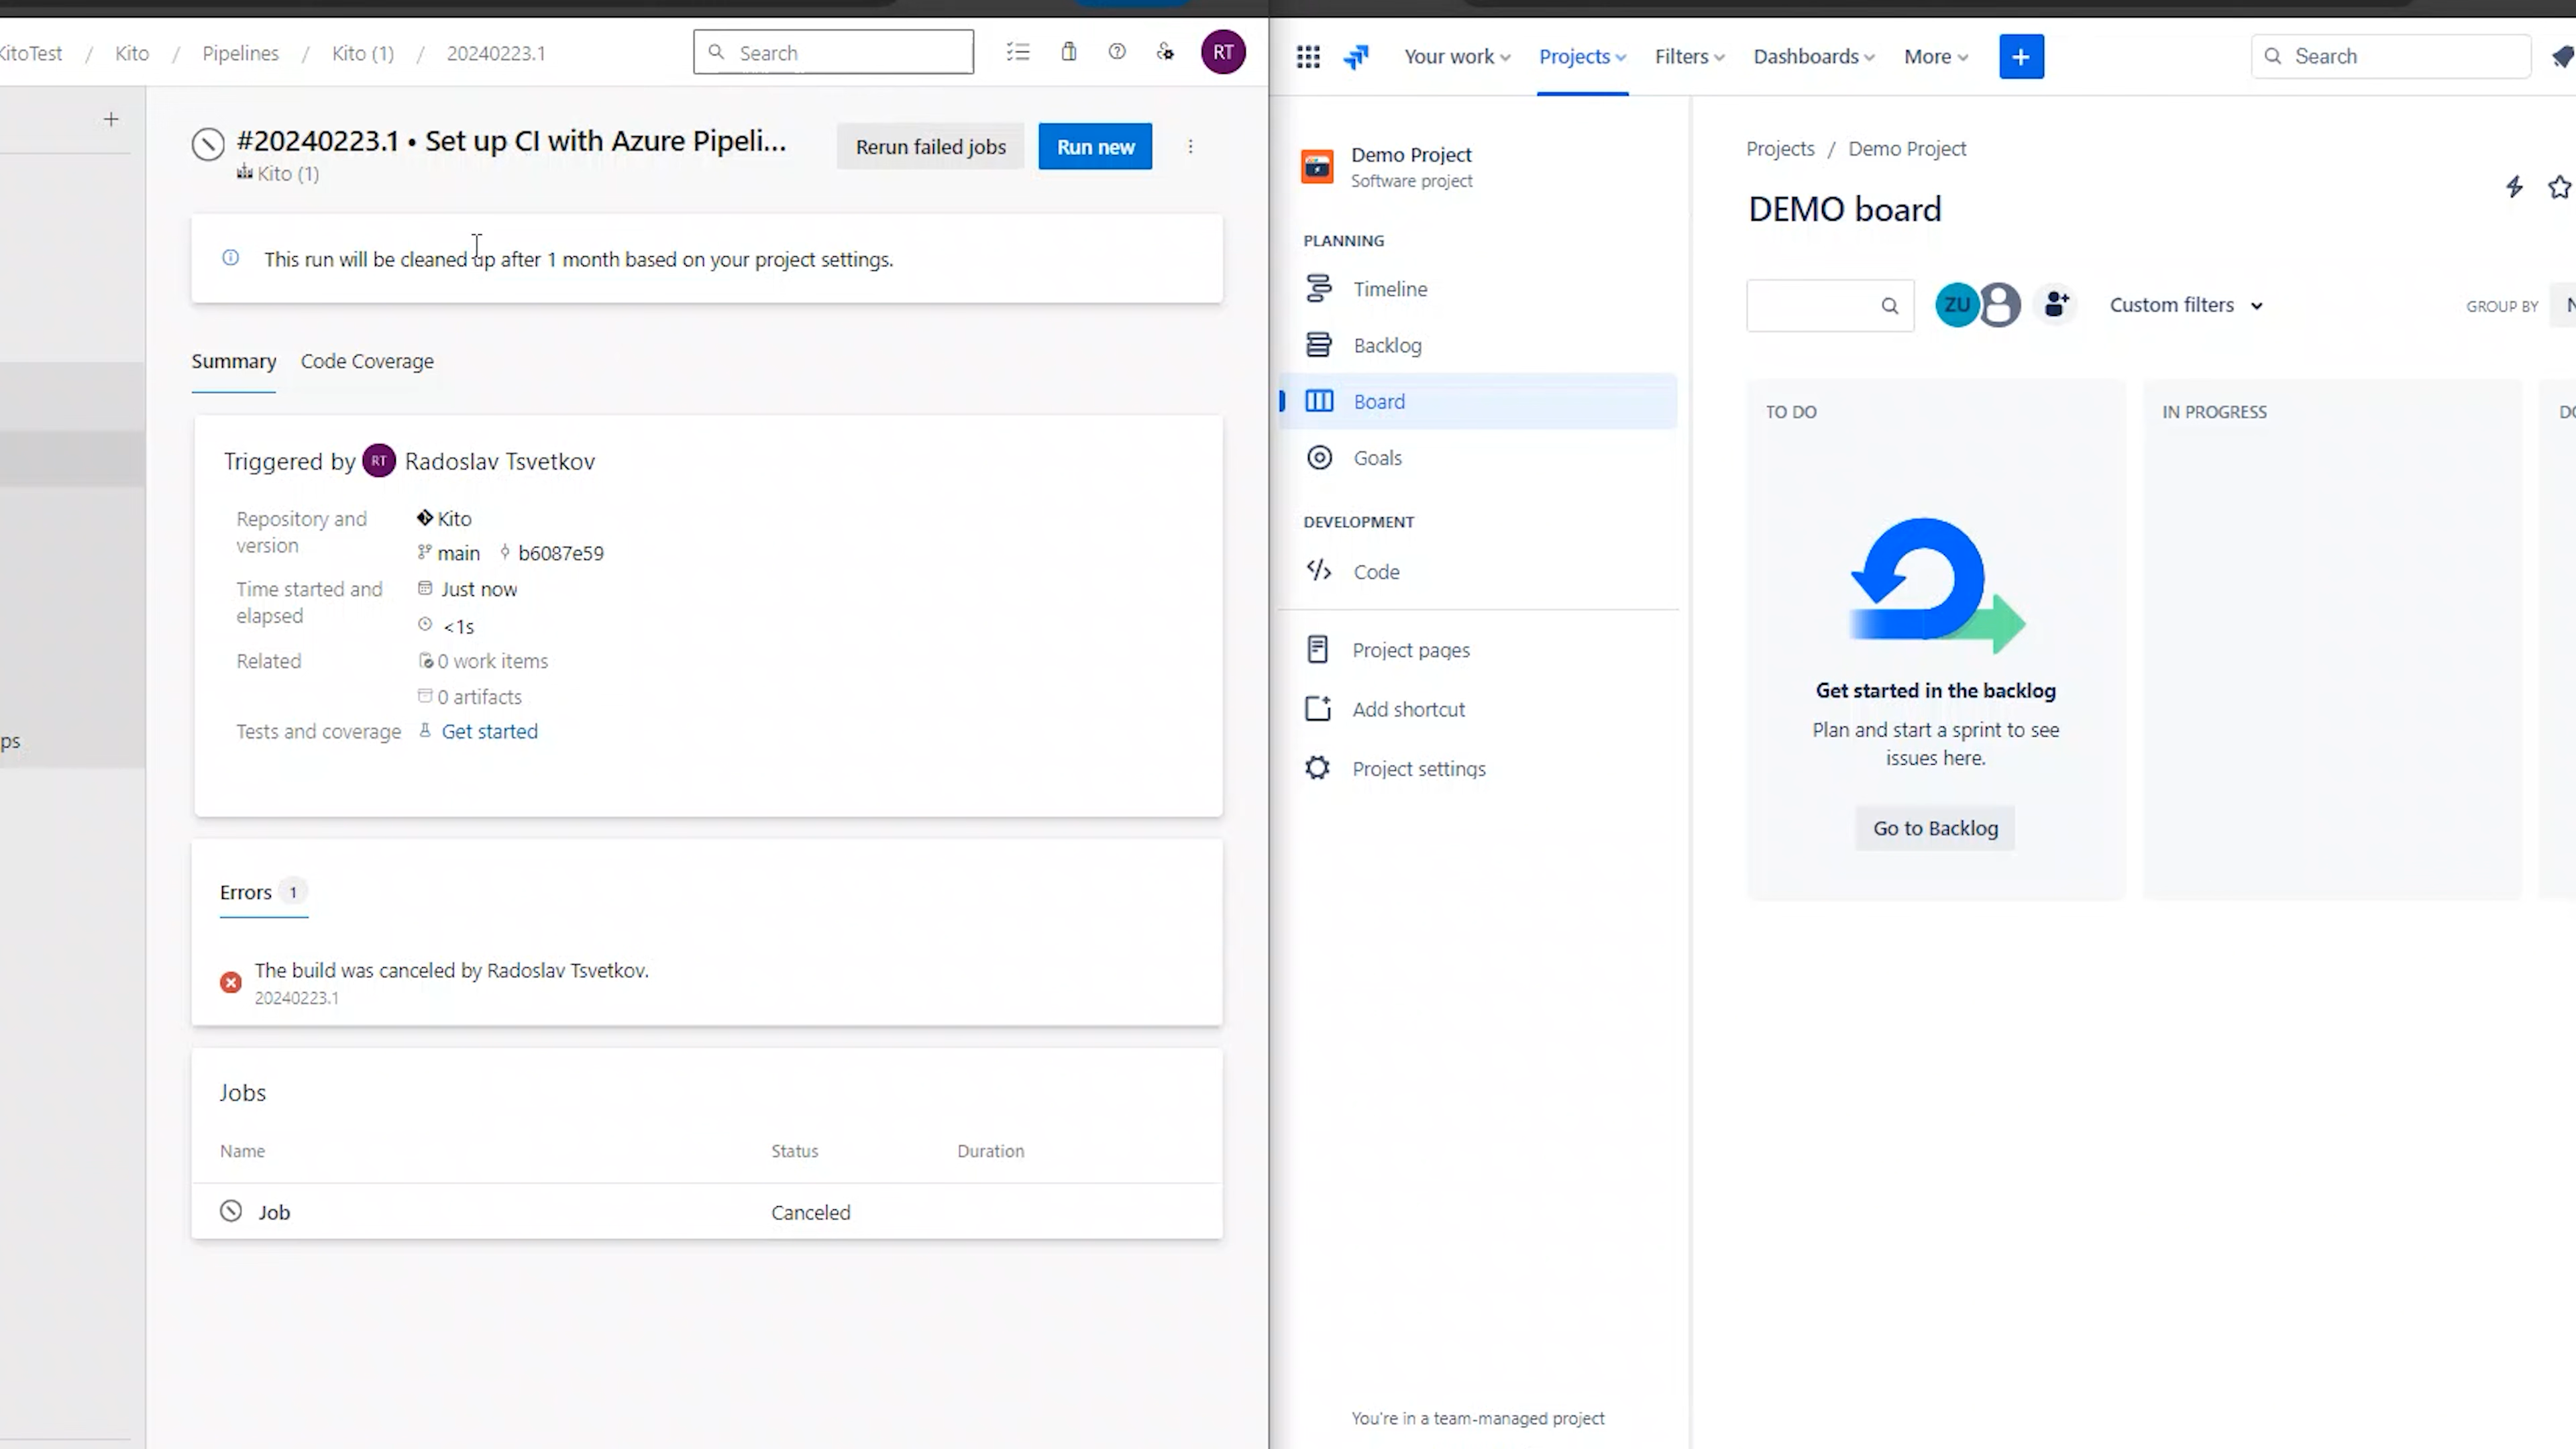 KitoTest / Kito / Pipelines / Kito (1) / 20240223.1
Search
RT
#20240223.1 • Set up CI with Azure Pipeli...
Kito (1)
Rerun failed jobs
Run new
This run will be cleaned up after 1 month based on your project settings.
Summary
Code Coverage
Triggered by RT Radoslav Tsvetkov
Repository and version
Kito
main b6087e59
Time started and elapsed
Just now
<1s
Related
0 work items
0 artifacts
Tests and coverage
Get started
ps
Errors 1
The build was canceled by Radoslav Tsvetkov.
20240223.1
Jobs
Name Status Duration
Job Canceled
Your work
Projects
Filters
Dashboards
More
+
Search
Demo Project
Software project
PLANNING
Timeline
Backlog
Board
Goals
DEVELOPMENT
Code
Project pages
Add shortcut
Project settings
You're in a team-managed project
Projects / Demo Project
DEMO board
ZU
Custom filters
GROUP BY
TO DO
IN PROGRESS
Get started in the backlog
Plan and start a sprint to see
issues here.
Go to Backlog